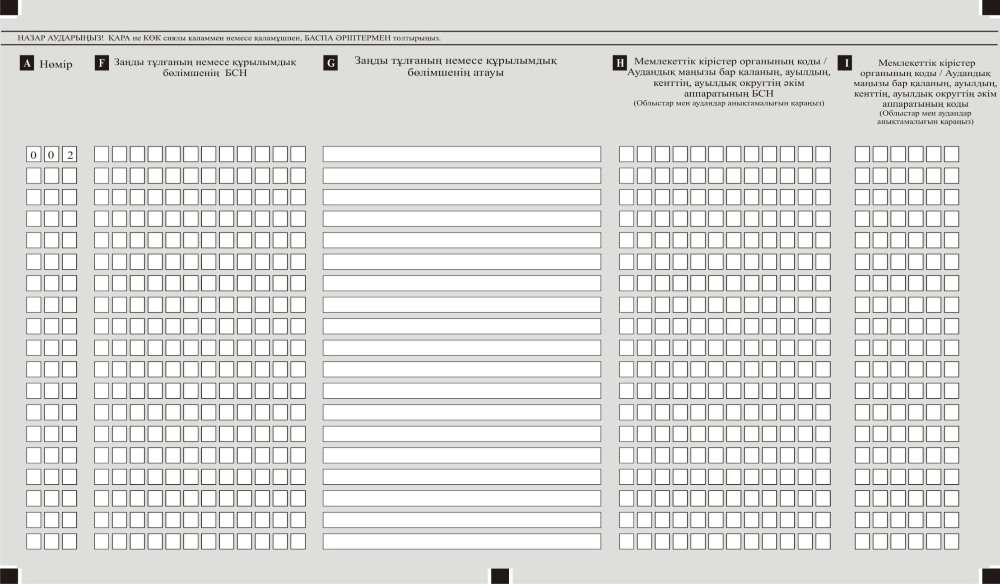 НАЗАР АУДАРЫҢЫЗ! ҚАРА не КӨК сиялы қаламмен немесе қаламұшпен, БАСПА ӘРІПТЕРМЕН толтырыңыз.
A Нөмір
F Заңды тұлғаның немесе құрылымдық
бөлімшенің БСН
G Заңды тұлғаның немесе құрылымдық
бөлімшенің атауы
H Мемлекеттік кірістер органының коды /
Аудандық маңызы бар қаланың, ауылдың,
кенттің, ауылдық округтің әкім
аппаратының БСН
(Облыстар мен аудандар анықтамалығын қараңыз)
I Мемлекеттік кірістер
органының коды / Аудандық
маңызы бар қаланың, ауылдың,
кенттің, ауылдық округтің әкім
аппаратының коды
(Облыстар мен аудандар
анықтамалығын қараңыз)
0 0 2